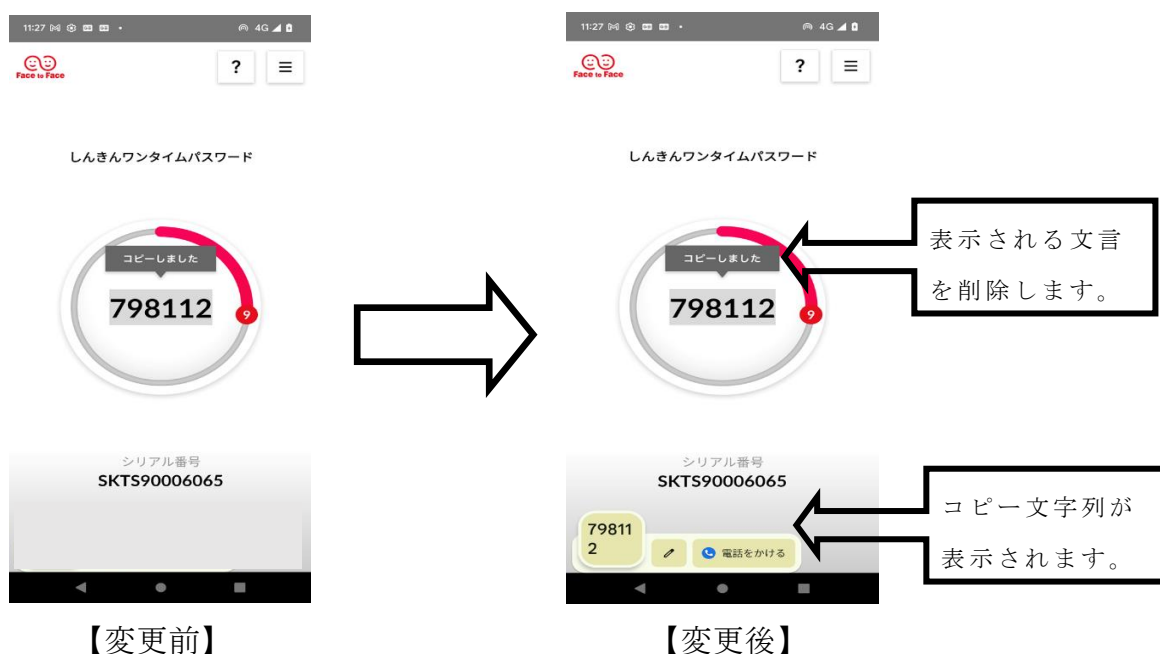 11:27
4G
Face to Face
?
しんきんワンタイムパスワード
コピーしました
798112
9
シリアル番号
SKTS90006065
【変更前】
11:27
4G
Face to Face
?
しんきんワンタイムパスワード
コピーしました
798112
9
シリアル番号
SKTS90006065
79811
2
電話をかける
【変更後】
表示される文言
を削除します。
コピー文字列が
表示されます。